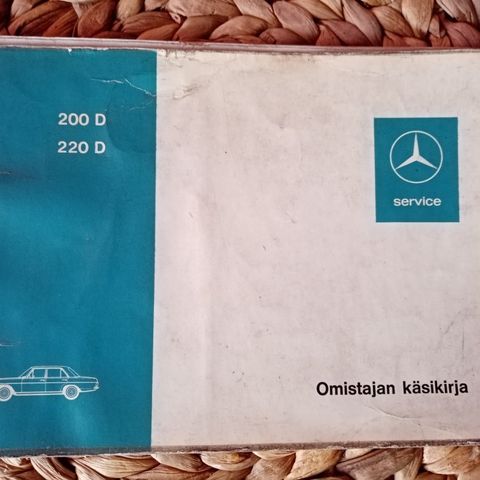 200 D
220 D
service
Omistajan käsikirja